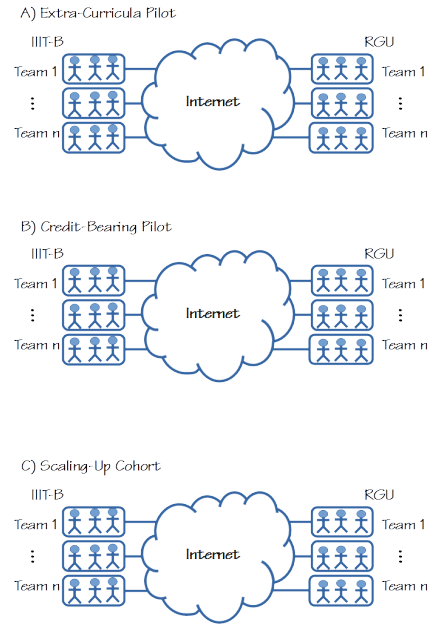 A) Extra-Curricula Pilot
IIIT-B RGU
Team 1 Internet Team 1
⋮ ⋮
Team n Team n
B) Credit-Bearing Pilot
IIIT-B RGU
Team 1 Internet Team 1
⋮ ⋮
Team n Team n
C) Scaling-Up Cohort
IIIT-B RGU
Team 1 Internet Team 1
⋮ ⋮
Team n Team n